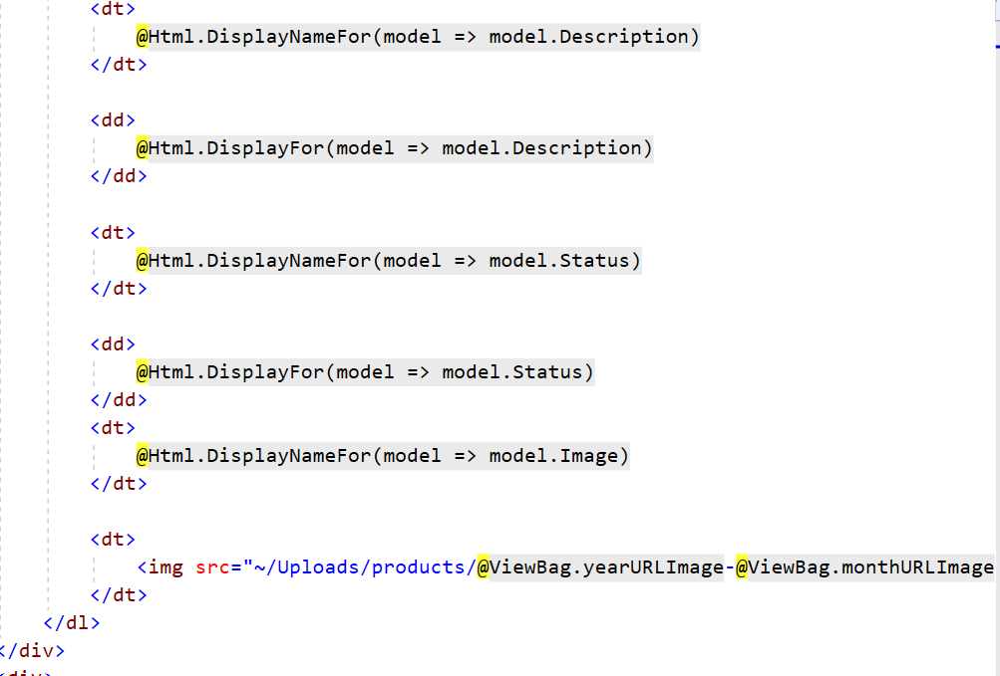 <dt>
@Html.DisplayNameFor(model => model.Description)
</dt>
<dd>
@Html.DisplayFor(model => model.Description)
</dd>
<dt>
@Html.DisplayNameFor(model => model.Status)
</dt>
<dd>
@Html.DisplayFor(model => model.Status)
</dd>
<dt>
@Html.DisplayNameFor(model => model.Image)
</dt>
<dt>
<img src="~/Uploads/products/@ViewBag.yearURLImage-@ViewBag.monthURLImage
</dt>
</dl>
</div>
<div>